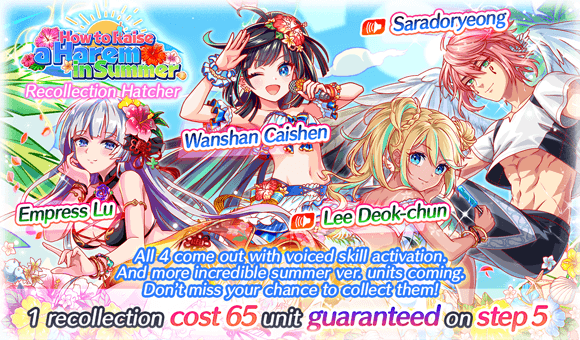 How to Raise
a Harem
in Summer
Recollection Hatcher
Saradoryeong
Wanshan Caishen
Empress Lu
Lee Deok-chun
All 4 come out with voiced skill activation.
And more incredible summer ver. units coming.
Don't miss your chance to collect them!
1 recollection cost 65 unit guaranteed on step 5